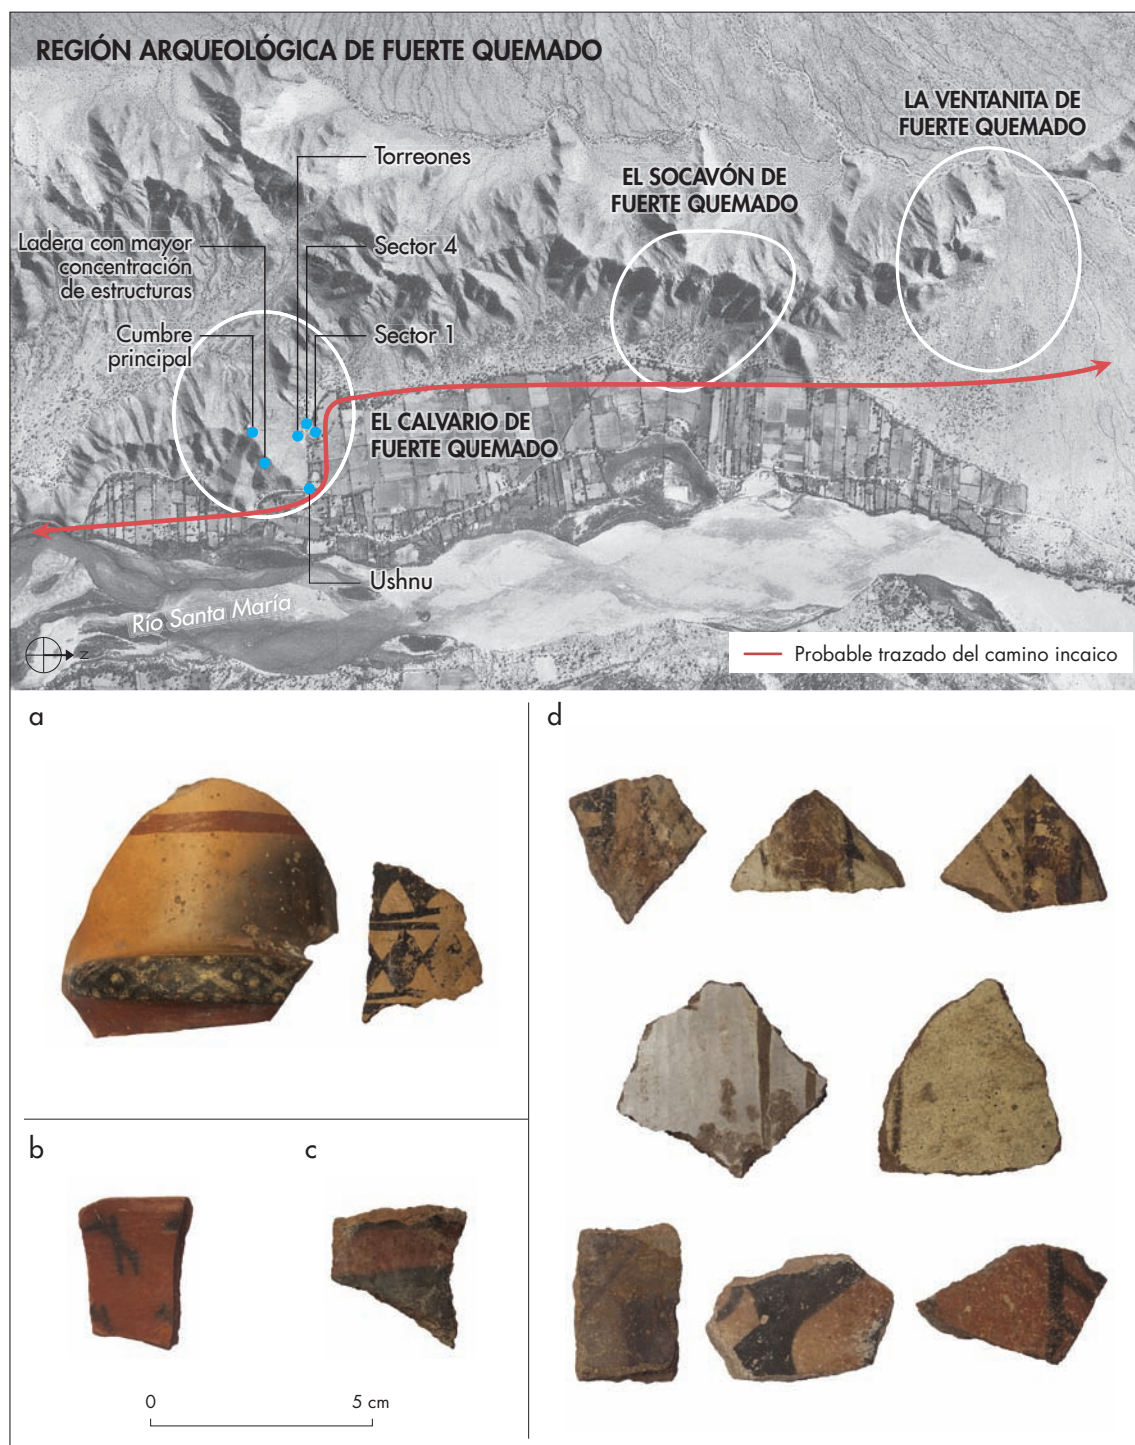 REGIÓN ARQUEOLÓGICA DE FUERTE QUEMADO
LA VENTANITA DE
FUERTE QUEMADO
Torreones
EL SOCAVÓN DE
FUERTE QUEMADO
Ladera con mayor
concentración
de estructuras
Sector 4
Cumbre
principal
Sector 1
EL CALVARIO DE
FUERTE QUEMADO
Ushnu
Río Santa María
N
Probable trazado del camino incaico
a
d
b
c
0
5 cm